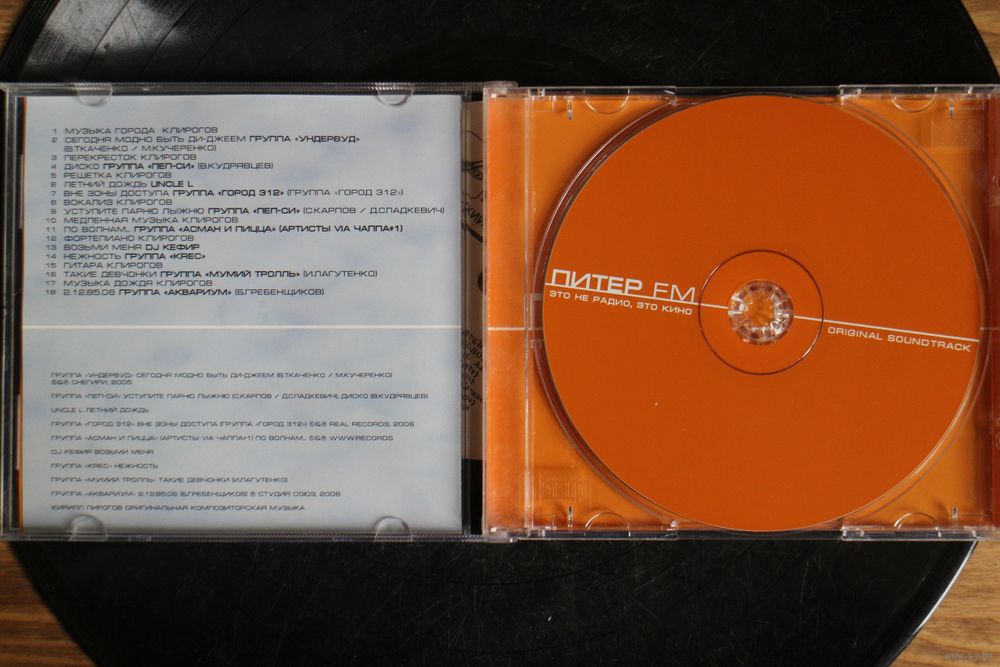 1 МУЗЫКА ГОРОДА К.ПИРОГОВ
2 СЕГОДНЯ МОДНО БЫТЬ ДИ-ДЖЕЕМ ГРУППА «УНДЕРВУД»
(В.ТКАЧЕНКО / М.КУЧЕРЕНКО)
3 ПЕРЕКРЕСТОК К.ПИРОГОВ
4 ДИСКО ГРУППА «ПЕП-СИ» (В.КУДРЯВЦЕВ)
5 РЕШЕТКА К.ПИРОГОВ
6 ЛЕТНИЙ ДОЖДЬ UNCLE L
7 ВНЕ ЗОНЫ ДОСТУПА ГРУППА «ГОРОД 312» (ГРУППА «ГОРОД 312»)
8 ВОКАЛИЗ К.ПИРОГОВ
9 УСТУПИТЕ ПАРНЮ ЛЫЖНЮ ГРУППА «ПЕП-СИ» (С.КАРПОВ / Д.СЛАДКЕВИЧ)
10 МЕДЛЕННАЯ МУЗЫКА К.ПИРОГОВ
11 ПО ВОЛНАМ... ГРУППА «АСМАН И ПИЦЦА» (АРТИСТЫ VIA ЧАППА#1)
12 ФОРТЕПИАНО К.ПИРОГОВ
13 ВОЗЬМИ МЕНЯ DJ КЕФИР
14 НЕЖНОСТЬ ГРУППА «KREC»
15 ГИТАРА К.ПИРОГОВ
16 ТАКИЕ ДЕВЧОНКИ ГРУППА «МУМИЙ ТРОЛЛЬ» (И.ЛАГУТЕНКО)
17 МУЗЫКА ДОЖДЯ К.ПИРОГОВ
18 2.12.85.06 ГРУППА «АКВАРИУМ» (Б.ГРЕБЕНЩИКОВ)
ГРУППА «УНДЕРВУД» СЕГОДНЯ МОДНО БЫТЬ ДИ-ДЖЕЕМ (В.ТКАЧЕНКО / М.КУЧЕРЕНКО)
©&℗ СНЕГИРИ, 2005
ГРУППА «ПЕП-СИ» УСТУПИТЕ ПАРНЮ ЛЫЖНЮ (С.КАРПОВ / Д.СЛАДКЕВИЧ), ДИСКО (В.КУДРЯВЦЕВ)
UNCLE L ЛЕТНИЙ ДОЖДЬ
ГРУППА «ГОРОД 312» ВНЕ ЗОНЫ ДОСТУПА (ГРУППА «ГОРОД 312») ©&℗ REAL RECORDS, 2006
ГРУППА «АСМАН И ПИЦЦА» (АРТИСТЫ VIA ЧАППА#1) ПО ВОЛНАМ... ©&℗ WWW.RECORDS
DJ КЕФИР ВОЗЬМИ МЕНЯ
ГРУППА «KREC» НЕЖНОСТЬ
ГРУППА «МУМИЙ ТРОЛЛЬ» ТАКИЕ ДЕВЧОНКИ (И.ЛАГУТЕНКО)
ГРУППА «АКВАРИУМ» 2.12.85.06 (Б.ГРЕБЕНЩИКОВ) ℗ СТУДИЯ СОЮЗ, 2006
КИРИЛЛ ПИРОГОВ ОРИГИНАЛЬНАЯ КОМПОЗИТОРСКАЯ МУЗЫКА
ПИТЕР FM
ЭТО НЕ РАДИО, ЭТО КИНО
ORIGINAL SOUNDTRACK